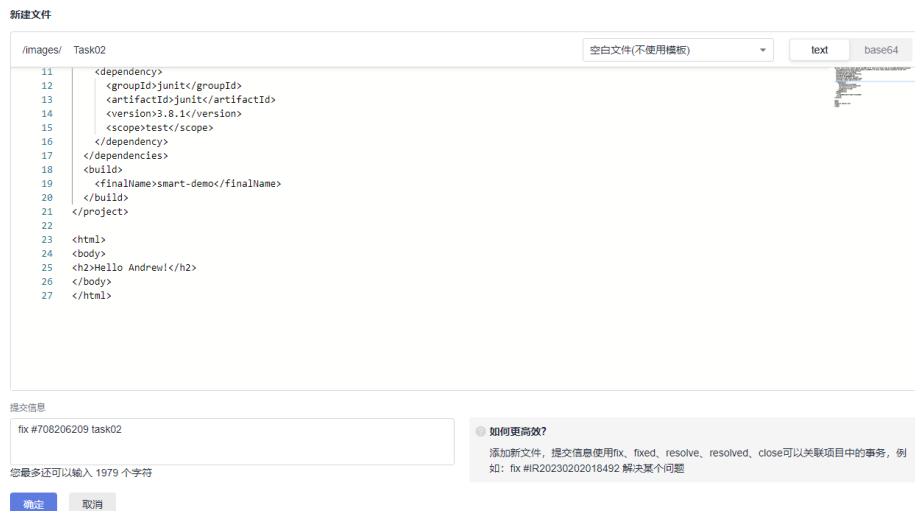 新建文件
/images/ Task02 空白文件(不使用模板) text base64
11 <dependency>
12 <groupId>junit</groupId>
13 <artifactId>junit</artifactId>
14 <version>3.8.1</version>
15 <scope>test</scope>
16 </dependency>
17 </dependencies>
18 <build>
19 <finalName>smart-demo</finalName>
20 </build>
21 </project>
22
23 <html>
24 <body>
25 <h2>Hello Andrew!</h2>
26 </body>
27 </html>
提交信息
fix #708206209 task02
您最多还可以输入 1979 个字符
如何更高效?
添加新文件，提交信息使用fix、fixed、resolve、resolved、close可以关联项目中的事务，例
如：fix #IR20230202018492 解决某个问题
确定 取消